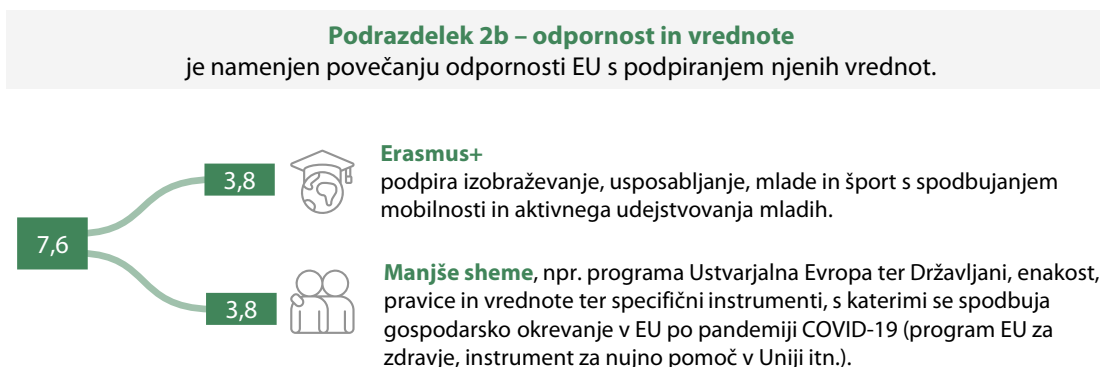 Podrazdelek 2b – odpornost in vrednote
je namenjen povečanju odpornosti EU s podpiranjem njenih vrednot.
7,6
3,8
Erasmus+
podpira izobraževanje, usposabljanje, mlade in šport s spodbujanjem
mobilnosti in aktivnega udejstvovanja mladih.
3,8
Manjše sheme, npr. programa Ustvarjalna Evropa ter Državljani, enakost,
pravice in vrednote ter specifični instrumenti, s katerimi se spodbuja
gospodarsko okrevanje v EU po pandemiji COVID-19 (program EU za
zdravje, instrument za nujno pomoč v Uniji itn.).